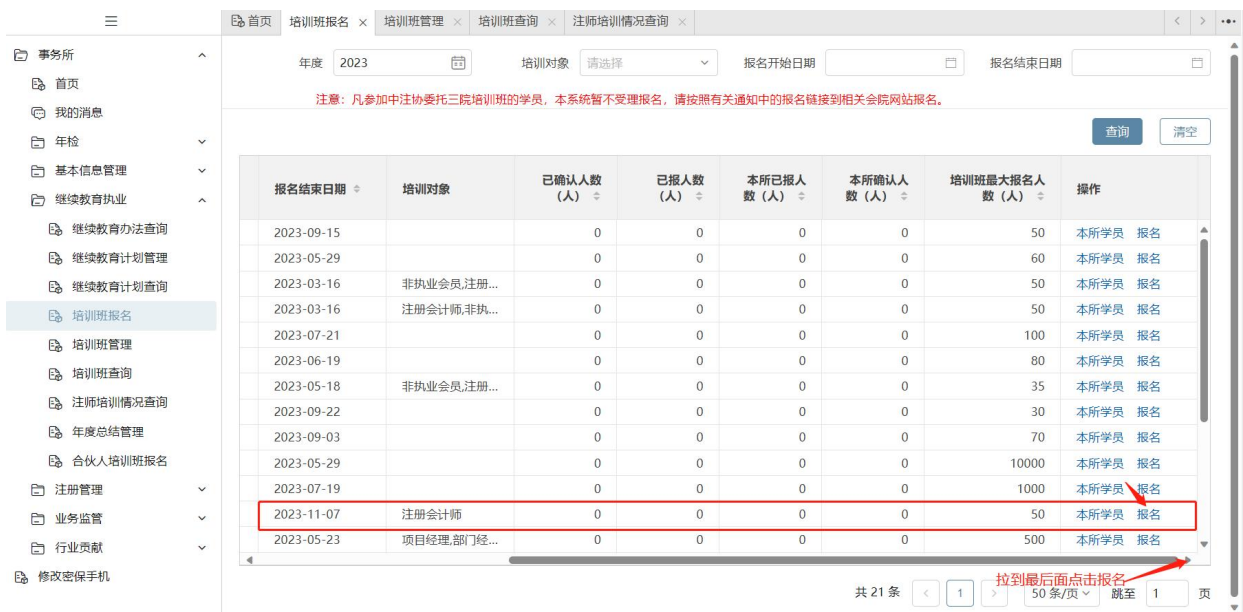 首页
培训班报名 ×
培训班管理 ×
培训班查询 ×
注师培训情况查询 ×
事务所
首页
我的消息
年检
基本信息管理
继续教育执业
继续教育办法查询
继续教育计划管理
继续教育计划查询
培训班报名
培训班管理
培训班查询
注师培训情况查询
年度总结管理
合伙人培训班报名
注册管理
业务监管
行业贡献
修改密保手机
年度 2023 培训对象 请选择 报名开始日期 报名结束日期
注意：凡参加中注协委托三院培训班的学员，本系统暂不受理报名，请按照有关通知中的报名链接到相关会院网站报名。
查询 清空
报名结束日期 培训对象 已确认人数（人） 已报人数（人） 本所已报人数（人） 本所确认人数（人） 培训班最大报名人数（人） 操作
2023-09-15 0 0 0 0 50 本所学员 报名
2023-05-29 0 0 0 0 60 本所学员 报名
2023-03-16 非执业会员,注册... 0 0 0 0 50 本所学员 报名
2023-03-16 注册会计师,非执... 0 0 0 0 50 本所学员 报名
2023-07-21 0 0 0 0 100 本所学员 报名
2023-06-19 0 0 0 0 80 本所学员 报名
2023-05-18 非执业会员,注册... 0 0 0 0 35 本所学员 报名
2023-09-22 0 0 0 0 30 本所学员 报名
2023-09-03 0 0 0 0 70 本所学员 报名
2023-05-29 0 0 0 0 10000 本所学员 报名
2023-07-19 0 0 0 0 1000 本所学员 报名
2023-11-07 注册会计师 0 0 0 0 50 本所学员 报名
2023-05-23 项目经理,部门经... 0 0 0 0 500 本所学员 报名
拉到最后面点击报名
共 21 条 < 1 > 50 条/页 跳至 1 页